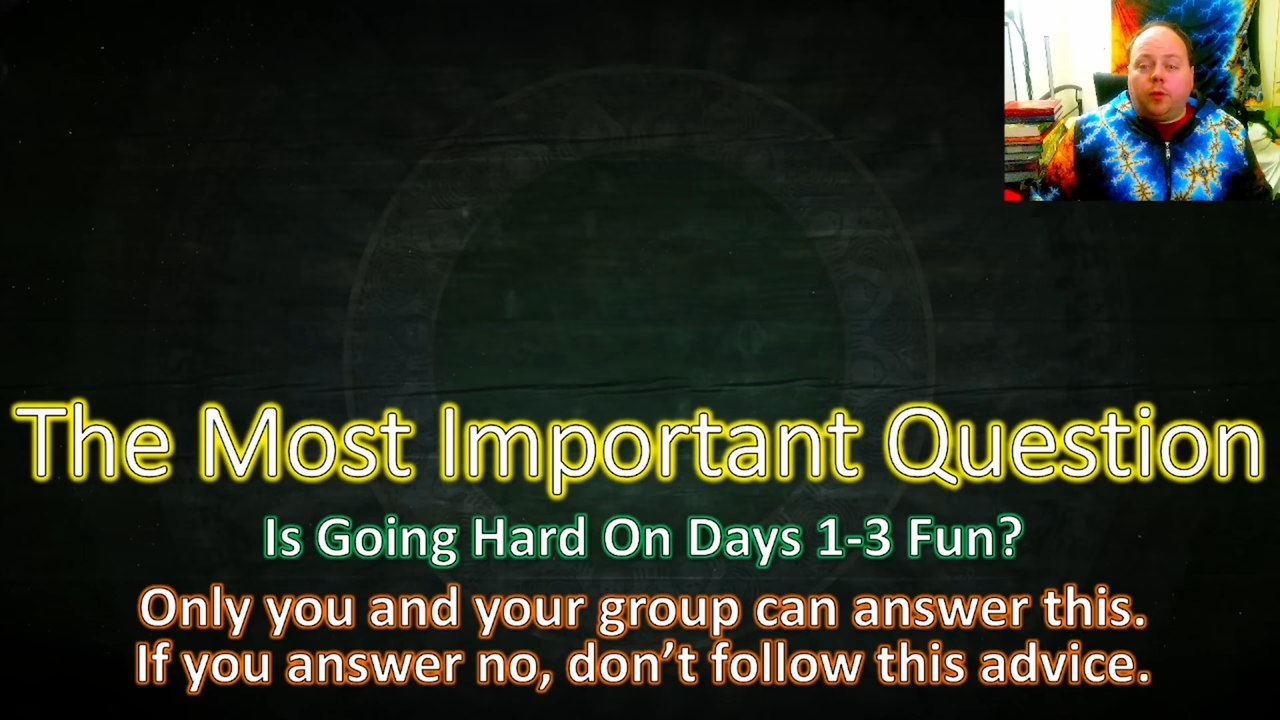 The Most Important Question
Is Going Hard On Days 1-3 Fun?
Only you and your group can answer this.
If you answer no, don’t follow this advice.